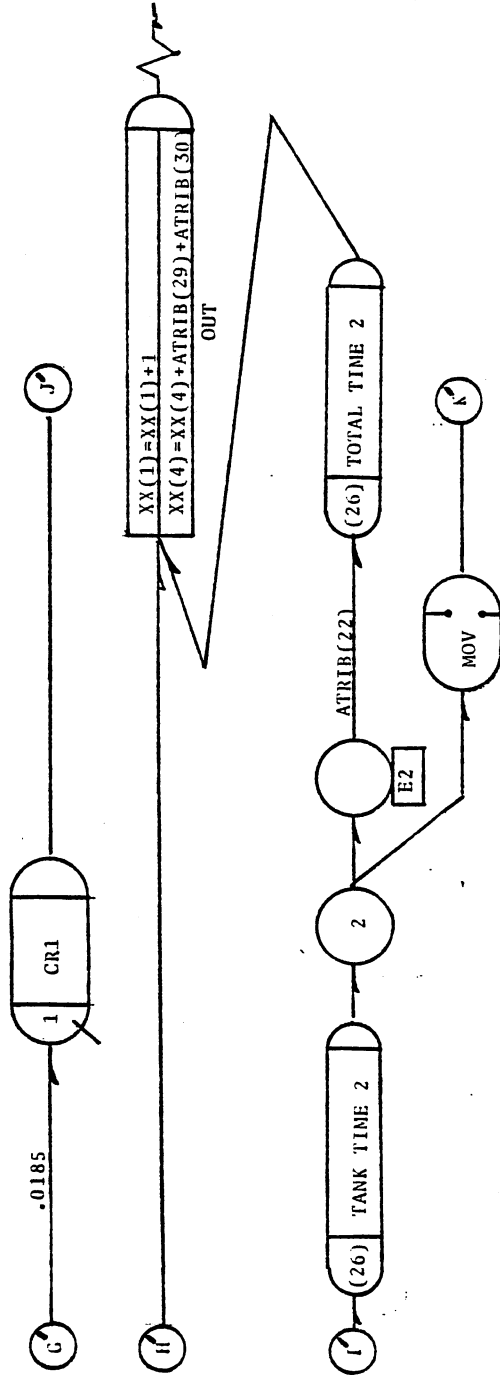 G'
.0185
1
CR1
J'
H'
XX(1)=XX(1)+1
XX(4)=XX(4)+ATRIB(29)+ATRIB(30)
OUT
I'
(26)
TANK TIME 2
2
E2
ATRIB(22)
(26)
TOTAL TIME 2
MOV
K'